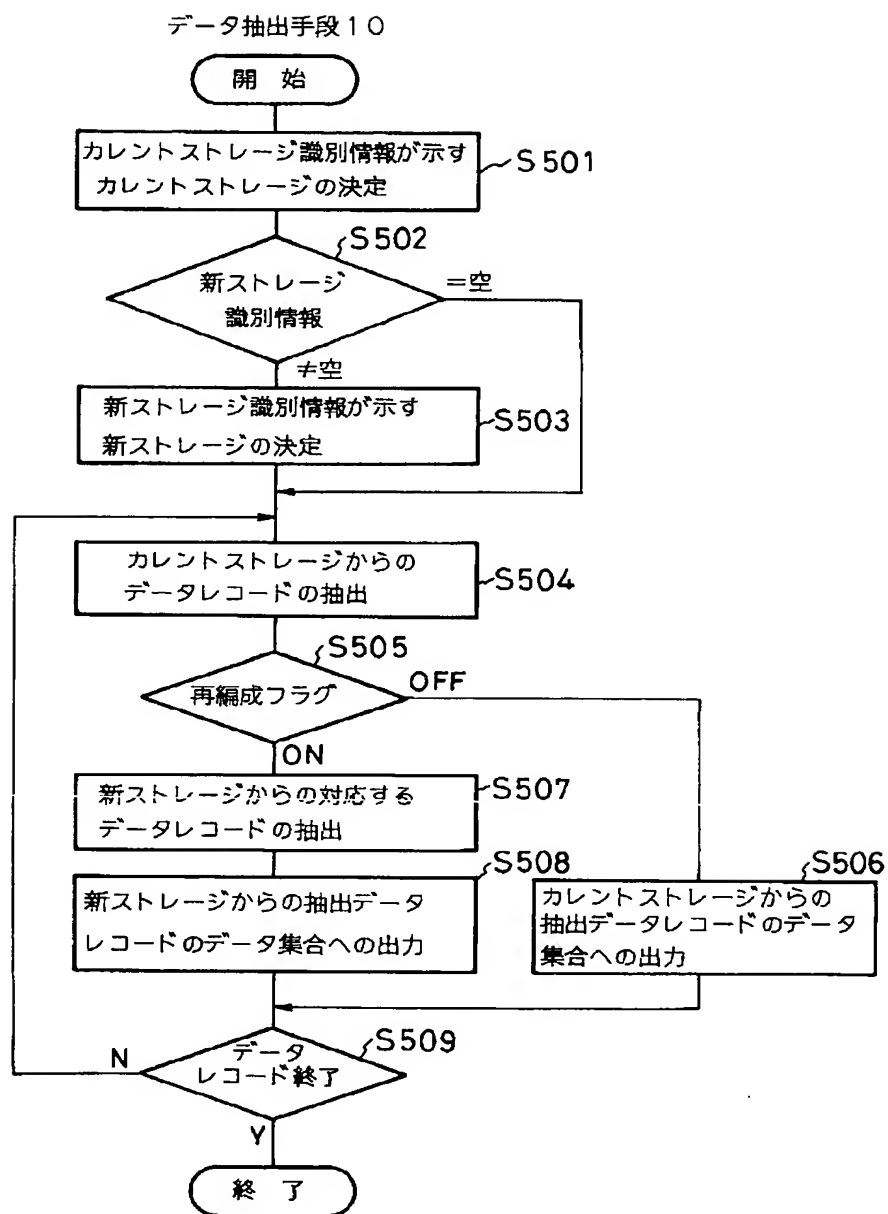 データ抽出手段10
開始
カレントストレージ識別情報が示す
カレントストレージの決定
S501
S502
新ストレージ
識別情報
=空
≠空
新ストレージ識別情報が示す
新ストレージの決定
S503
カレントストレージからの
データレコードの抽出
S504
S505
再編成フラグ
OFF
ON
新ストレージからの対応する
データレコードの抽出
S507
S508
新ストレージからの抽出データ
レコードのデータ集合への出力
S506
カレントストレージからの
抽出データレコードのデータ
集合への出力
S509
データ
レコード終了
N
Y
終了